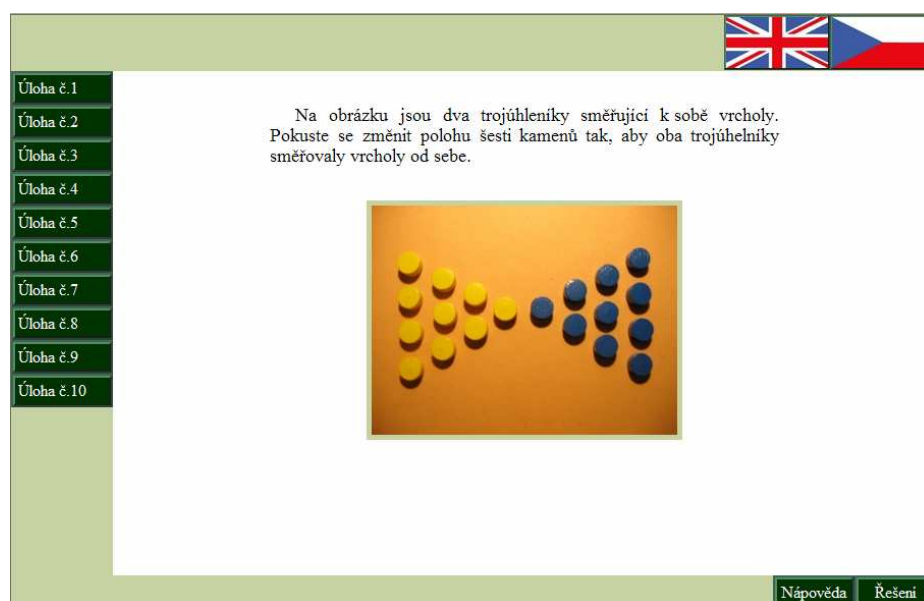 Úloha č.1
Úloha č.2
Úloha č.3
Úloha č.4
Úloha č.5
Úloha č.6
Úloha č.7
Úloha č.8
Úloha č.9
Úloha č.10
Na obrázku jsou dva trojúhleníky směřující k sobě vrcholy.
Pokuste se změnit polohu šesti kamenů tak, aby oba trojúhelníky
směřovaly vrcholy od sebe.
Nápověda
Řešeni